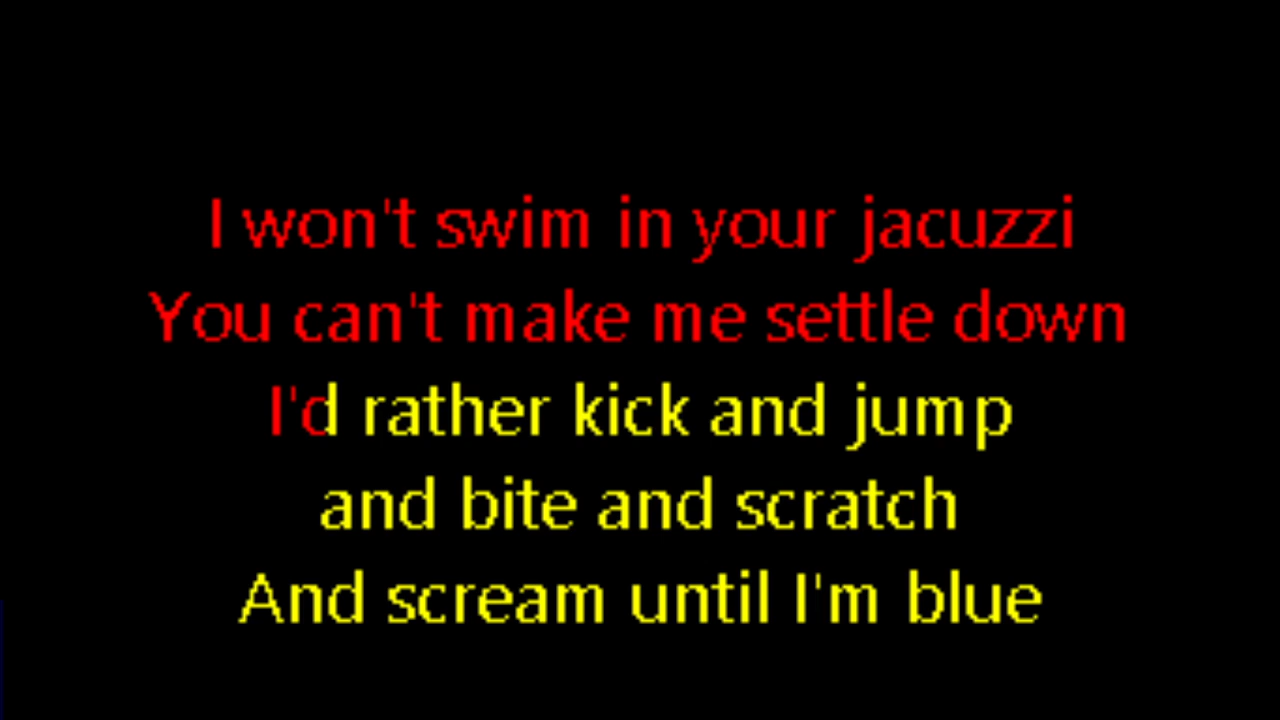 I won't swim in your jacuzzi
You can't make me settle down
I'd rather kick and jump
and bite and scratch
And scream until I'm blue